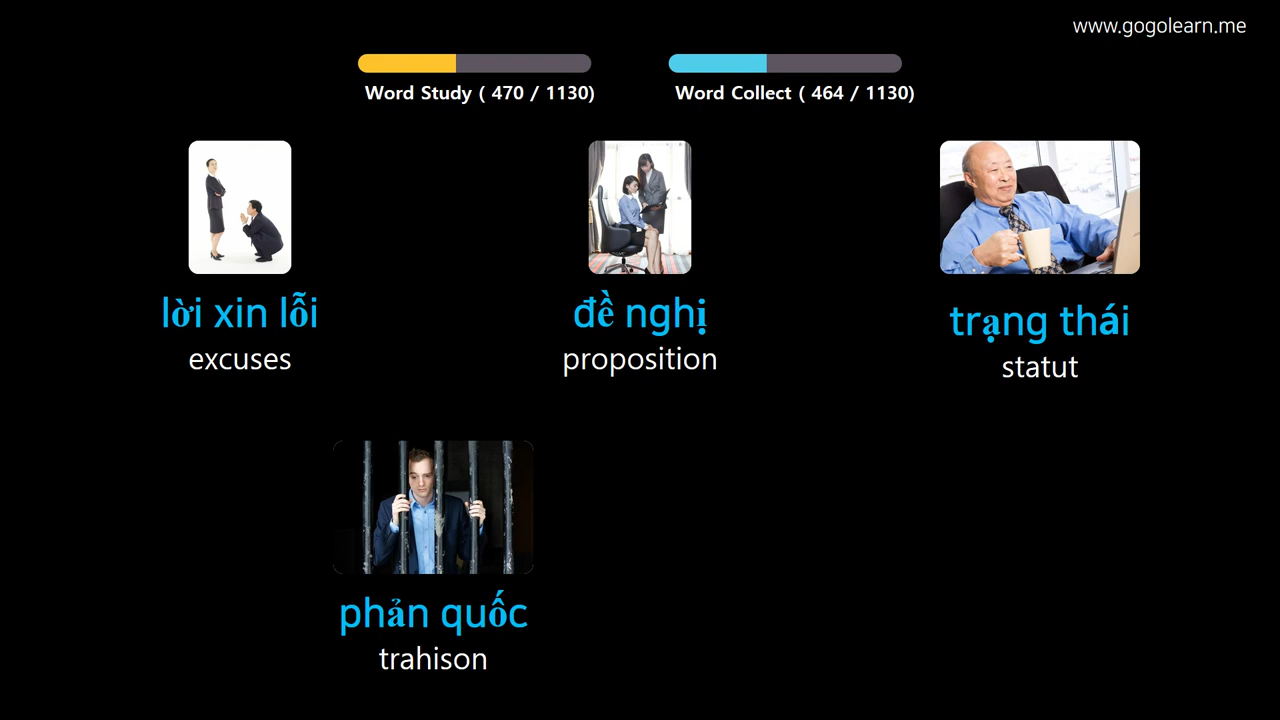 www.gogolearn.me
Word Study ( 470 / 1130)
Word Collect ( 464 / 1130)
lời xin lỗi
excuses
đề nghị
proposition
trạng thái
statut
phản quốc
trahison